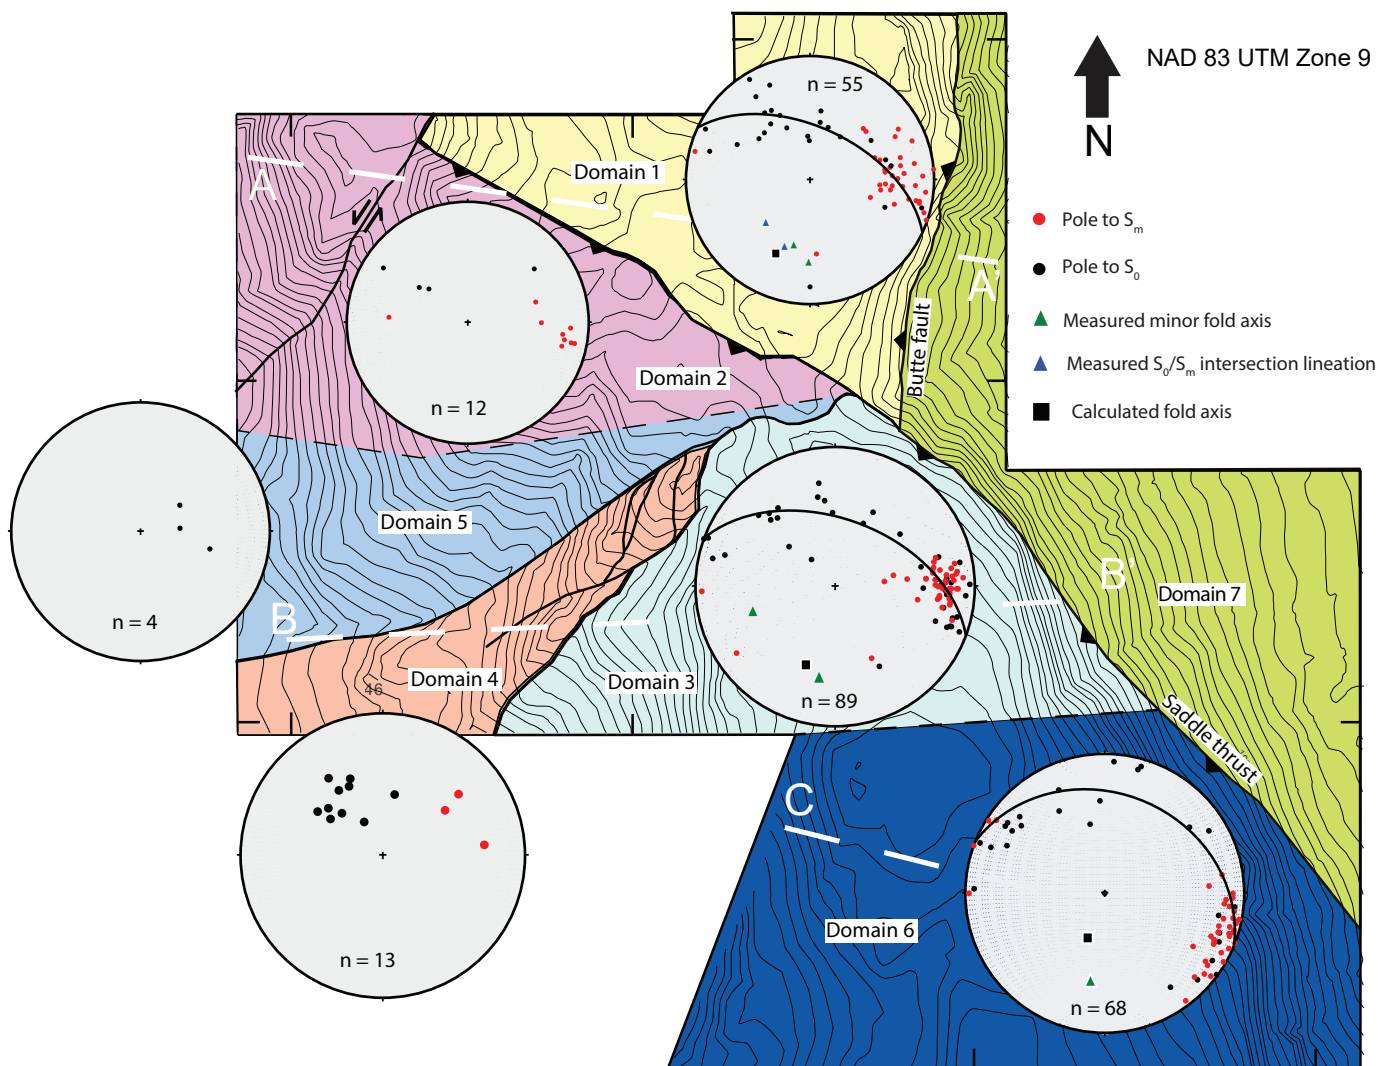 NAD 83 UTM Zone 9
N
n = 55
Domain 1
A
A'
Pole to Sm
Pole to S0
Measured minor fold axis
Measured S0/Sm intersection lineation
Calculated fold axis
Butte fault
Domain 2
n = 12
Domain 5
n = 4
B
B'
Domain 7
Domain 4
46
Domain 3
n = 89
Saddle thrust
C
Domain 6
n = 13
n = 68